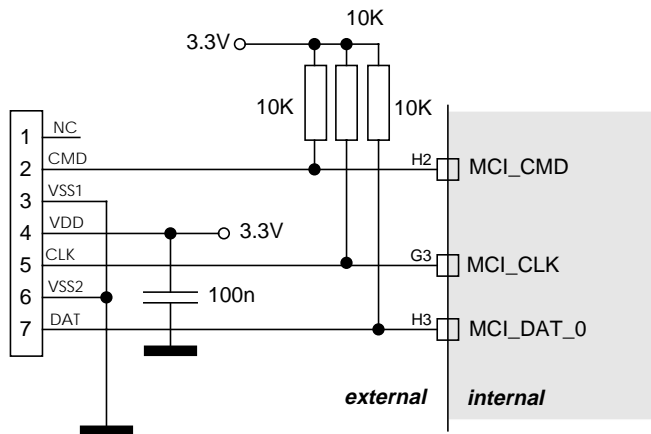 10K
3.3V
10K
10K
1 NC
2 CMD H2 MCI_CMD
3 VSS1
4 VDD 3.3V
5 CLK G3 MCI_CLK
6 VSS2 100n
7 DAT H3 MCI_DAT_0
external internal